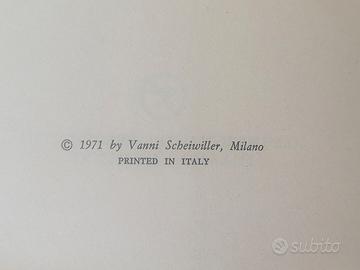 © 1971 by Vanni Scheiwiller, Milano
PRINTED IN ITALY
subito